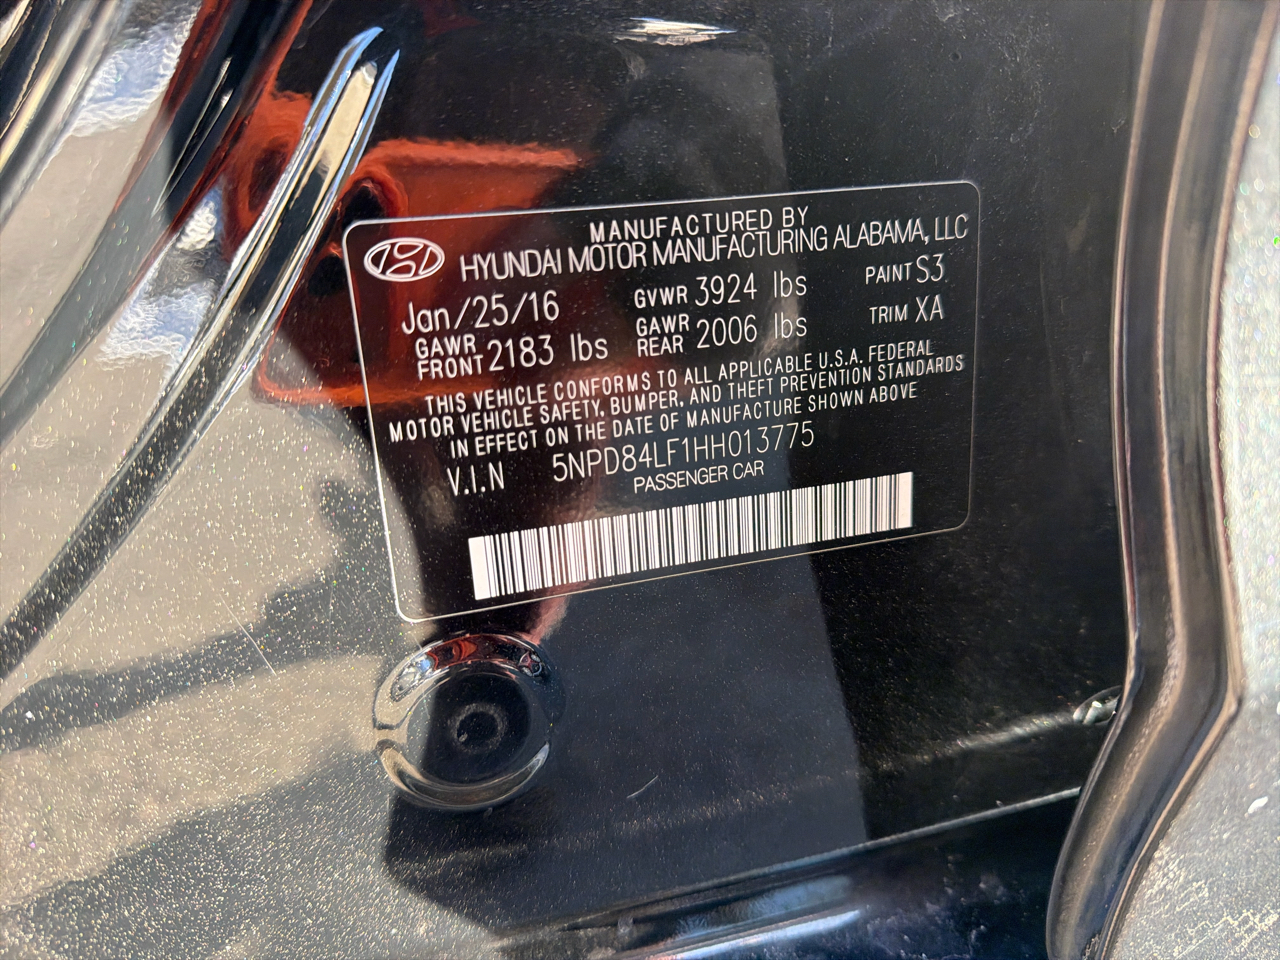 MANUFACTURED BY
HYUNDAI MOTOR MANUFACTURING ALABAMA, LLC
Jan/25/16 GVWR 3924 lbs PAINT S3
GAWR FRONT 2183 lbs GAWR REAR 2006 lbs TRIM XA
THIS VEHICLE CONFORMS TO ALL APPLICABLE U.S.A. FEDERAL
MOTOR VEHICLE SAFETY, BUMPER, AND THEFT PREVENTION STANDARDS
IN EFFECT ON THE DATE OF MANUFACTURE SHOWN ABOVE
V.I.N 5NPD84LF1HH013775
PASSENGER CAR